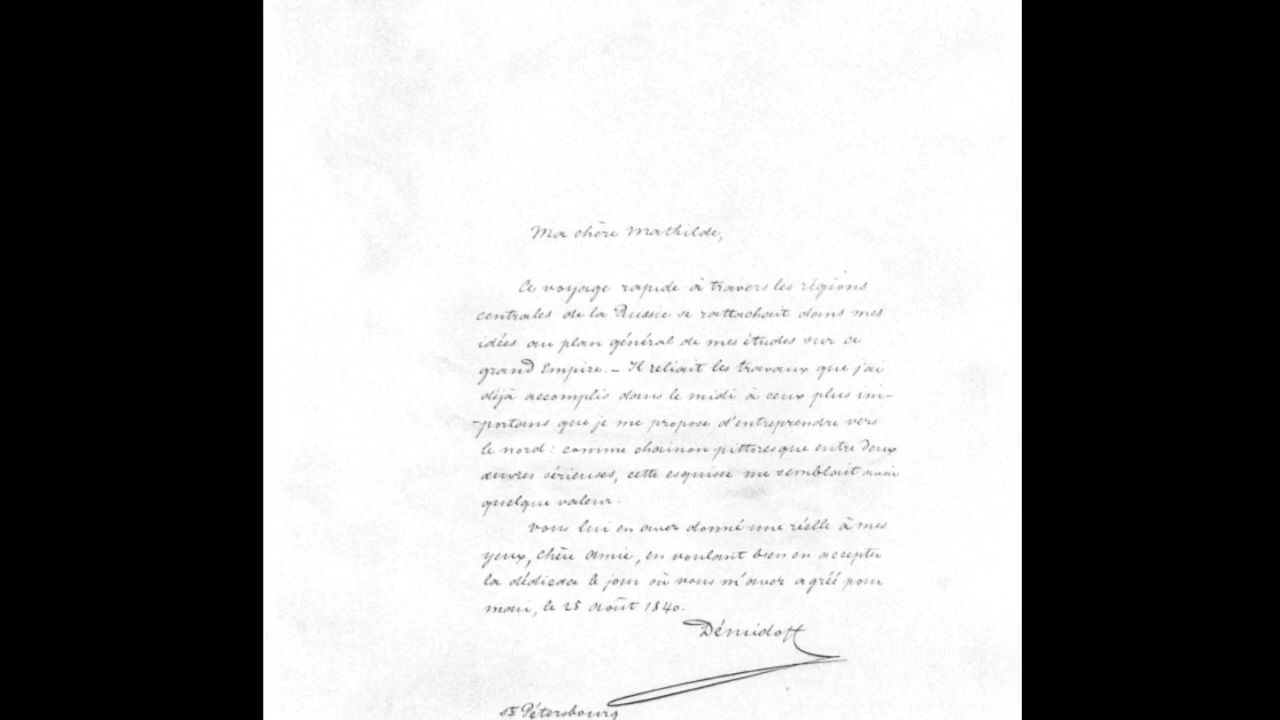 Ma chère Mathilde,
Ce voyage rapide à travers les régions
centrales de la Russie se rattachait dans mes
idées au plan général de mes études sur ce
grand Empire. – Il reliait les travaux que j'ai
déjà accomplis dans le midi à ceux plus im-
-portans que je me propose d'entreprendre vers
le nord : comme chainon pittoresque entre deux
œuvres sérieuses, cette esquisse me semblait avoir
quelque valeur.
Vous lui en avez donné une réelle à mes
yeux, chère amie, en voulant bien en accepter
la dédicace le jour où vous m'avez agréé pour
mari, le 25 août 1840.
Démidoff
St Pétersbourg